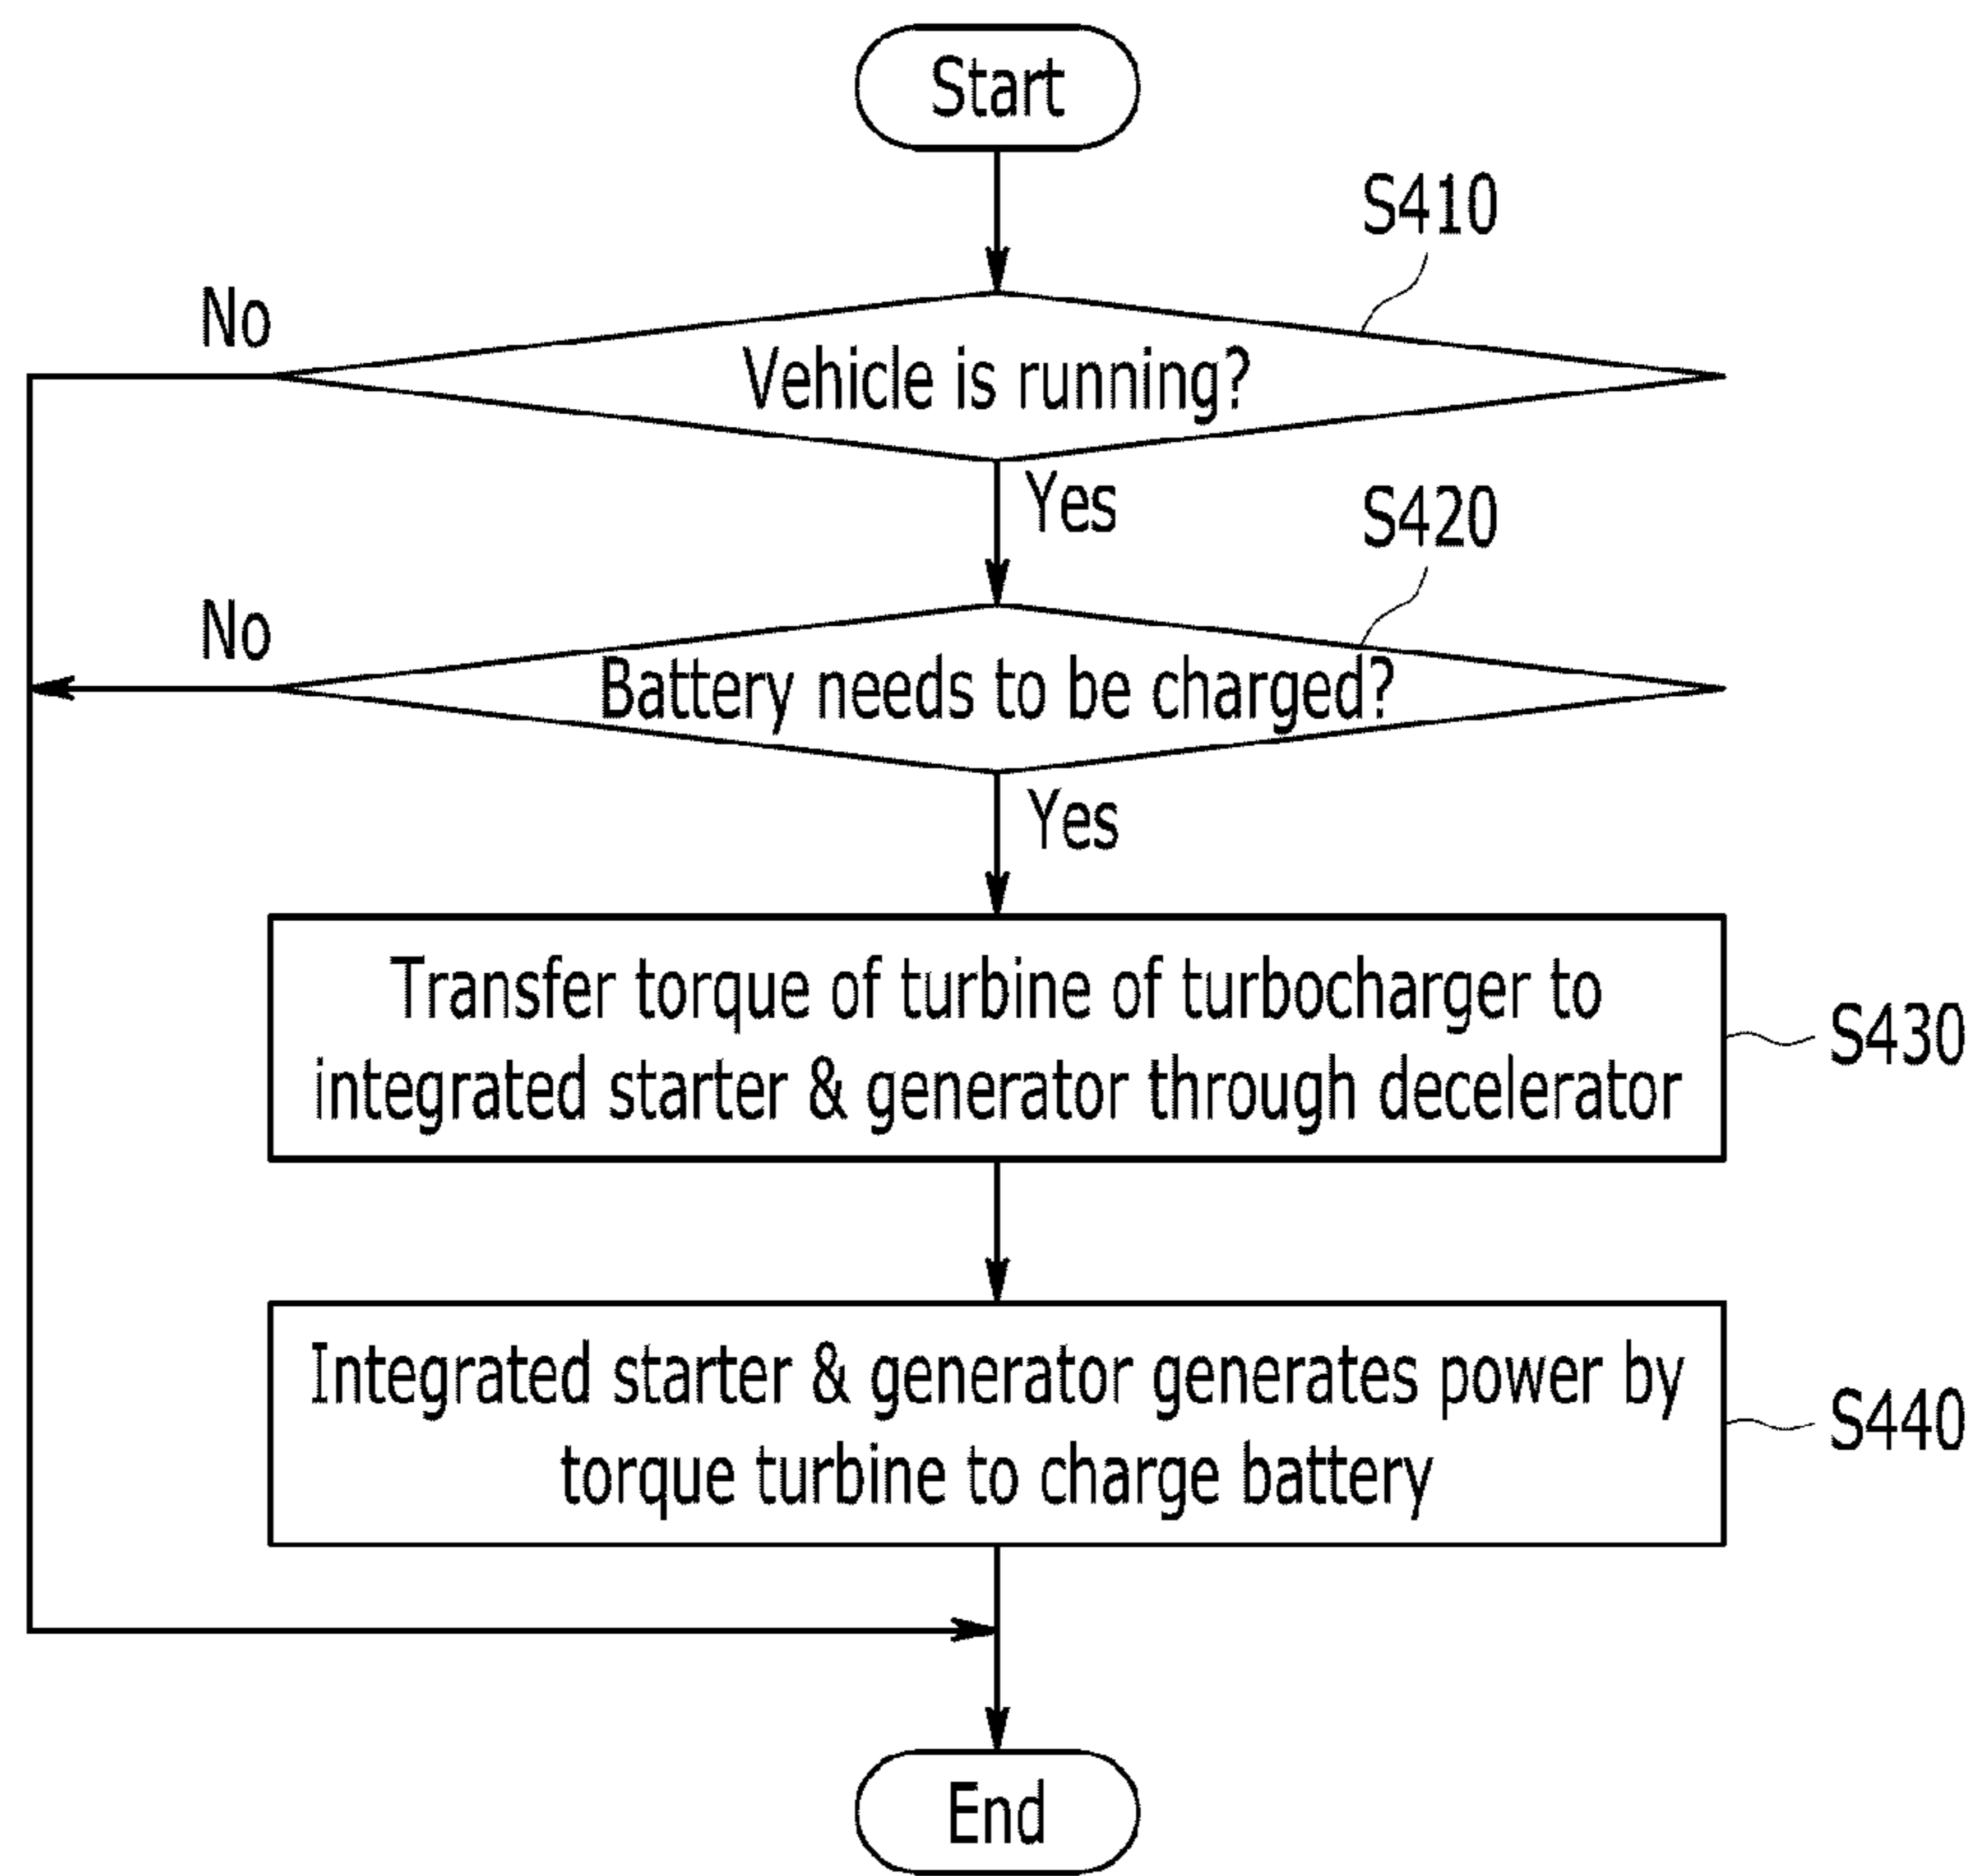 Start
S410
No
Vehicle is running?
Yes
S420
No
Battery needs to be charged?
Yes
Transfer torque of turbine of turbocharger to
integrated starter & generator through decelerator
S430
Integrated starter & generator generates power by
torque turbine to charge battery
S440
End